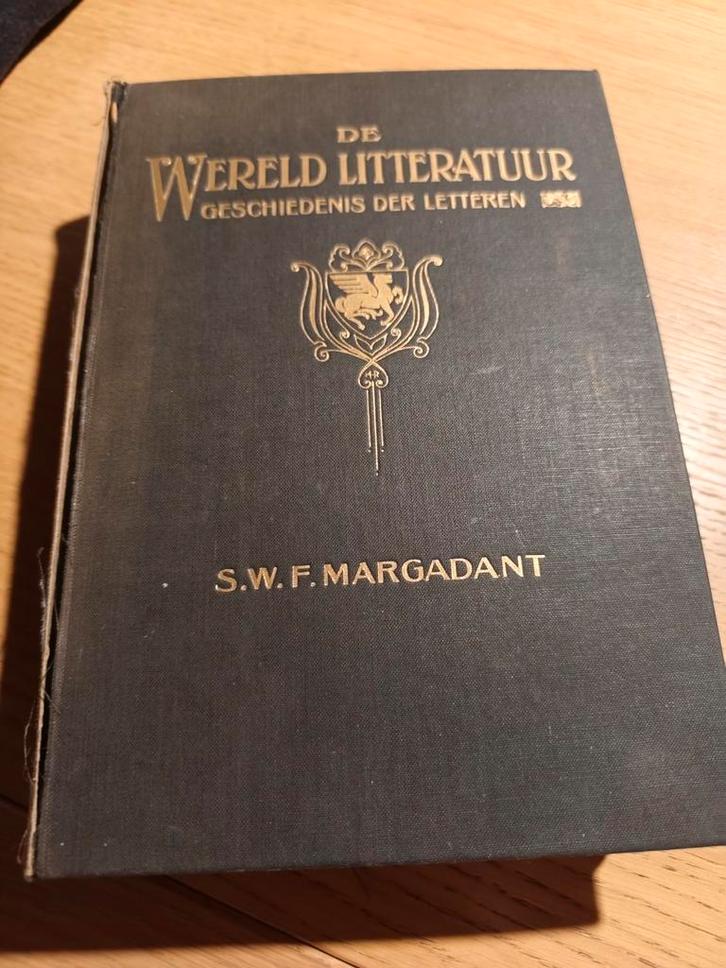 DE
WERELD LITTERATUUR
GESCHIEDENIS DER LETTEREN
S.W.F. MARGADANT